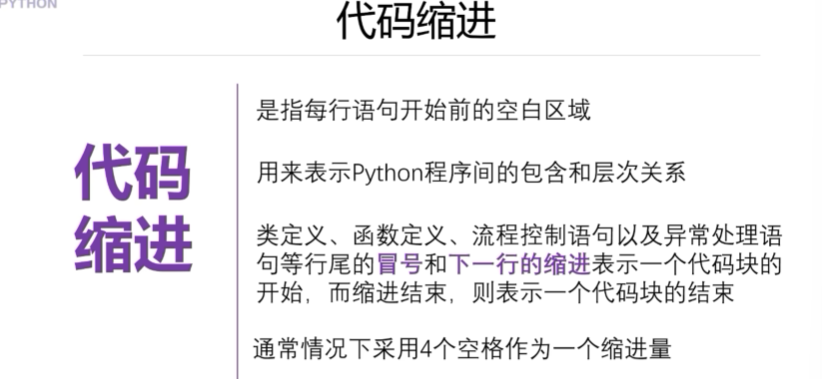 PYTHON
代码缩进
代码
缩进
是指每行语句开始前的空白区域
用来表示Python程序间的包含和层次关系
类定义、函数定义、流程控制语句以及异常处理语
句等行尾的冒号和下一行的缩进表示一个代码块的
开始，而缩进结束，则表示一个代码块的结束
通常情况下采用4个空格作为一个缩进量